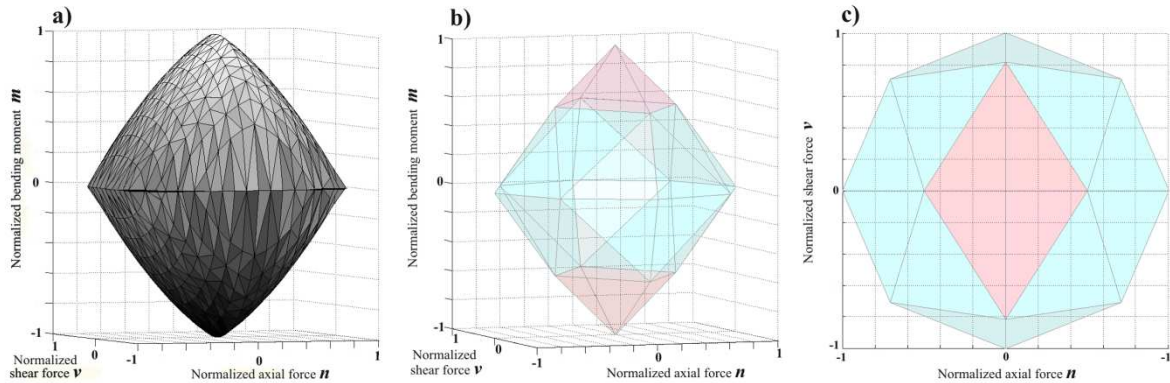 a)
1
0
-1
Normalized bending moment m
1
0
-1
Normalized
shear force v
0
1
Normalized axial force n
b)
1
0
-1
Normalized bending moment m
1
0
-1
Normalized
shear force v
0
1
Normalized axial force n
c)
1
0
-1
Normalized shear force v
-1
0
-1
Normalized axial force n